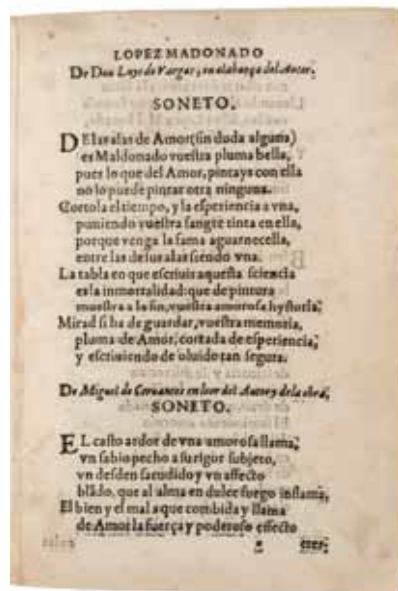 LOPEZ MADONADO
De Don Luys de Vargas, en alabança del Autor.
SONETO.
DE las alas de Amor (sin duda alguna)
es Maldonado vuestra pluma bella,
pues lo que del Amor, pintays con ella
no lo puede pintar otra ninguna.
Cortola el tiempo, y la esperiencia a vna,
puniendo vuestra sangre tinta en ella,
porque venga la fama aguarnecella,
entre las de sus alas siendo vna.
La tabla en que escriuis aquesta sciencia
es la inmortalidad: que de pintura
muestra a la fin, vuestra amorosa hystoria,
Mirad si ha de guardar, vuestra memoria,
pluma de Amor, cortada de esperiencia,
y escriuiendo de oluido tan segura.
De Miguel de Ceruantes en loor del Autor y de la obra,
SONETO.
EL casto ardor de vna amorosa llama,
vn sabio pecho a su rigor subjeto,
vn desden sacudido y vn affecto
blãdo, que al alma en dulce fuego inflama,
El bien y el mal a que combida y llama
de Amor la fuerça y poderoso effecto
eter-